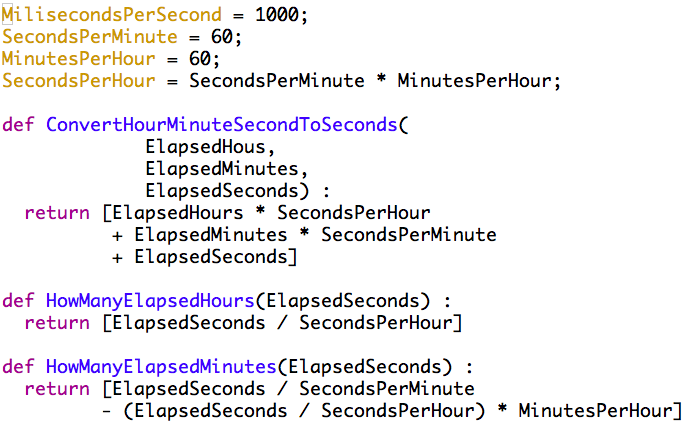 MilisecondsPerSecond = 1000;
SecondsPerMinute = 60;
MinutesPerHour = 60;
SecondsPerHour = SecondsPerMinute * MinutesPerHour;
def ConvertHourMinuteSecondToSeconds(
ElapsedHous,
ElapsedMinutes,
ElapsedSeconds) :
return [ElapsedHours * SecondsPerHour
+ ElapsedMinutes * SecondsPerMinute
+ ElapsedSeconds]
def HowManyElapsedHours(ElapsedSeconds) :
return [ElapsedSeconds / SecondsPerHour]
def HowManyElapsedMinutes(ElapsedSeconds) :
return [ElapsedSeconds / SecondsPerMinute
- (ElapsedSeconds / SecondsPerHour) * MinutesPerHour]